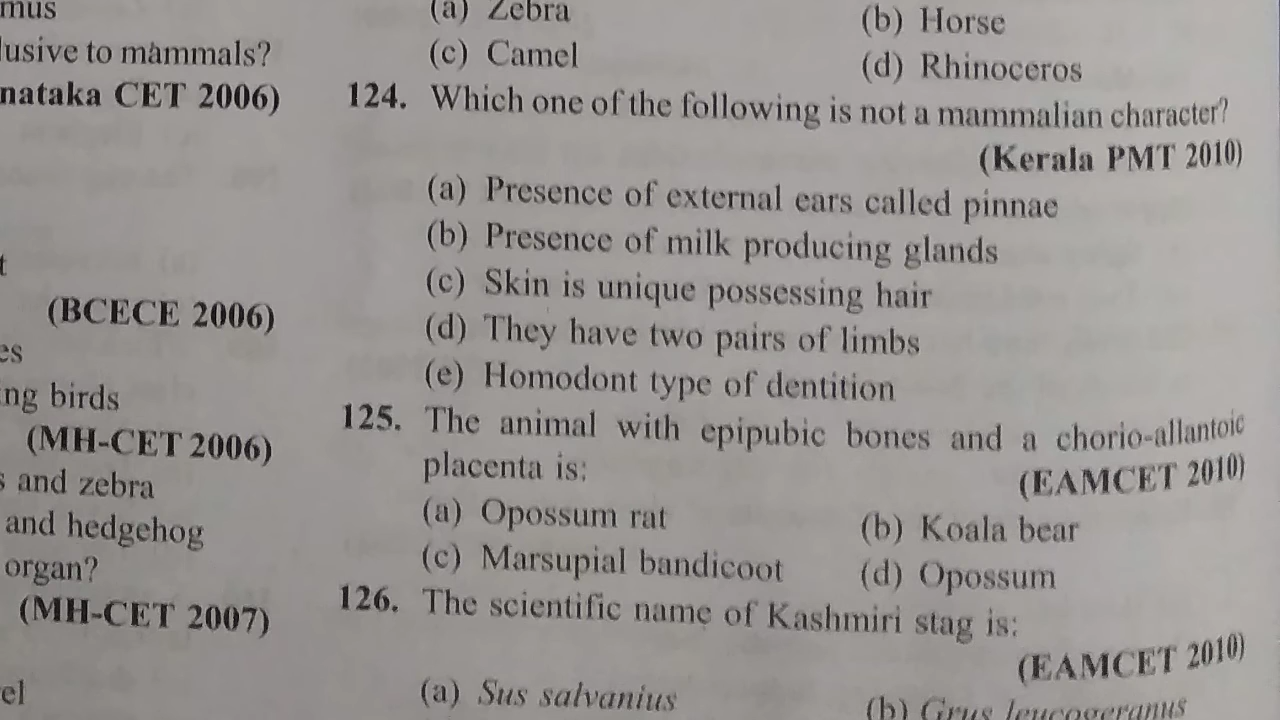 mus
lusive to mammals?
nataka CET 2006)
t
(BCECE 2006)
es
ng birds
(MH-CET 2006)
s and zebra
and hedgehog
organ?
(MH-CET 2007)
el
(a) Zebra (b) Horse
(c) Camel (d) Rhinoceros
124. Which one of the following is not a mammalian character?
(Kerala PMT 2010)
(a) Presence of external ears called pinnae
(b) Presence of milk producing glands
(c) Skin is unique possessing hair
(d) They have two pairs of limbs
(e) Homodont type of dentition
125. The animal with epipubic bones and a chorio-allantoic
placenta is:
(EAMCET 2010)
(a) Opossum rat (b) Koala bear
(c) Marsupial bandicoot (d) Opossum
126. The scientific name of Kashmiri stag is:
(EAMCET 2010)
(a) Sus salvanius (b) Grus leucogeranus